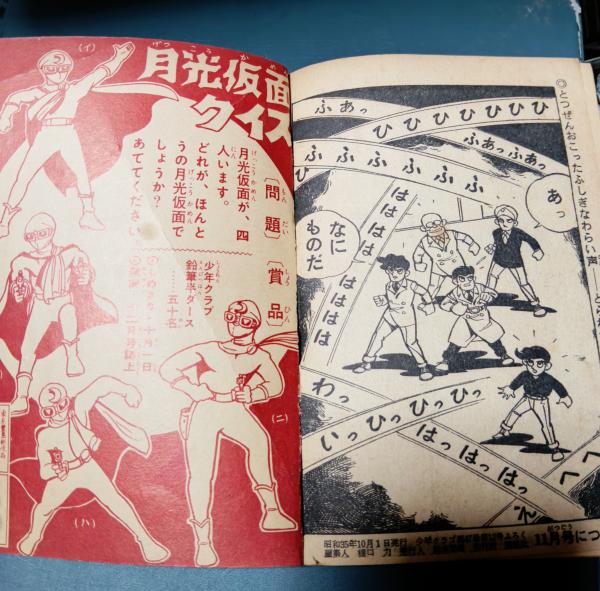 月光仮面
クイズ
〔問題〕
月光仮面が、四
人います。
どれが、ほんと
うの月光仮面で
しょうか?
あててください
〔賞品〕
少年クラブ
鉛筆半ダース
……五十名
(イ)
(ハ)
(ニ)
◎とつぜんおこったふしぎなわらい声
ふあっ
ひひひひひひひ
ふあっふあっ
ふふふふふふふ
はははは
はははは
あっ
なに
ものだ
わっ
いっひっひっひっ
はっはっはっ
へへ
昭和35年10月1日発行
11月号につ